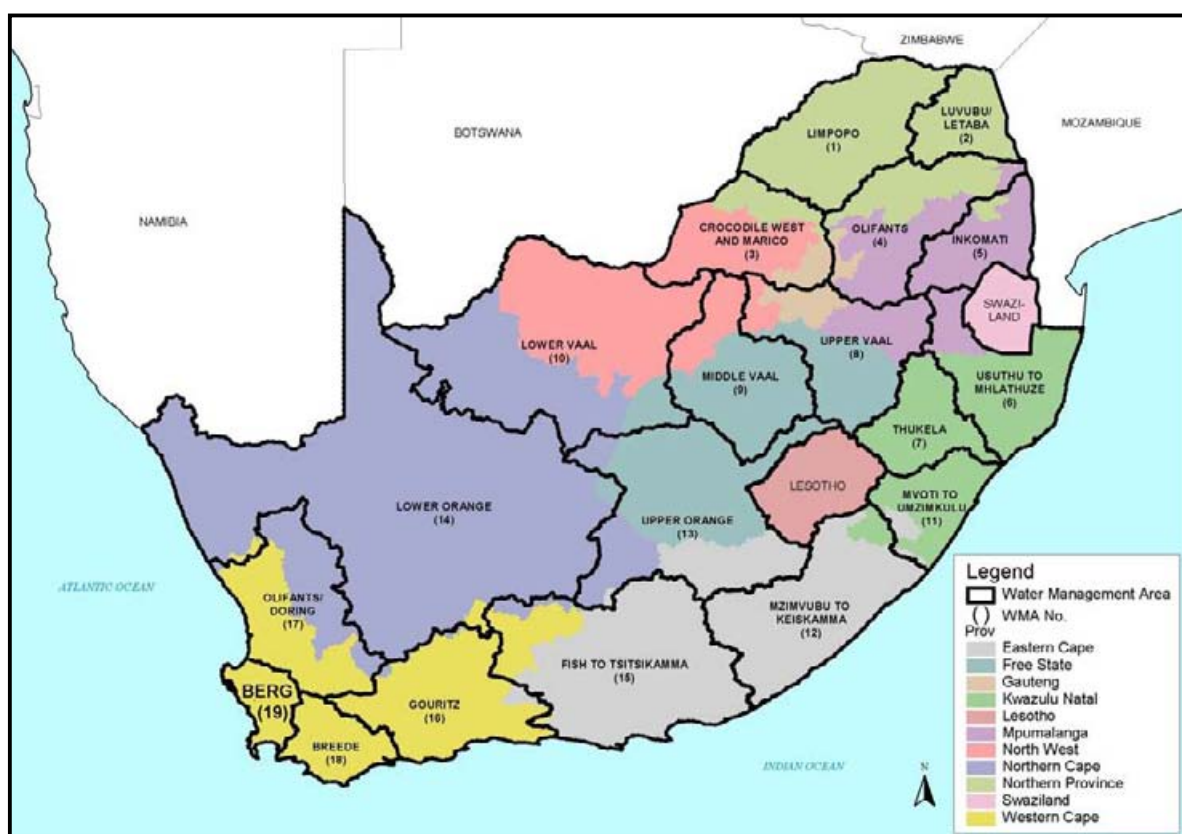 ZIMBABWE
LUVUBU/
LETABA
(2)
MOZAMBIQUE
BOTSWANA
LIMPOPO
(1)
NAMIBIA
CROCODILE WEST
AND MARICO
(3)
OLIFANTS
(4)
INKOMATI
(5)
SWAZI-
LAND
LOWER VAAL
(10)
UPPER VAAL
(8)
MIDDLE VAAL
(9)
USUTHU TO
MHLATHUZE
(6)
THUKELA
(7)
LESOTHO
MVOTI TO
UMZIMKULU
(11)
LOWER ORANGE
(14)
UPPER ORANGE
(13)
ATLANTIC OCEAN
OLIFANTS/
DORING
(17)
MZIMVUBU TO
KEISKAMMA
(12)
FISH TO TSITSIKAMMA
(15)
BERG
(19)
GOURITZ
(16)
BREEDE
(18)
INDIAN OCEAN
N
Legend
Water Management Area
( ) WMA No.
Prov
Eastern Cape
Free State
Gauteng
Kwazulu Natal
Lesotho
Mpumalanga
North West
Northern Cape
Northern Province
Swaziland
Western Cape